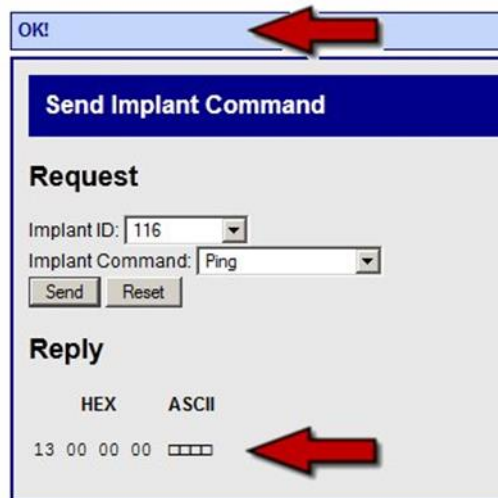 OK!
Send Implant Command
Request
Implant ID: 116
Implant Command: Ping
Send Reset
Reply
HEX ASCII
13 00 00 00 □□□□